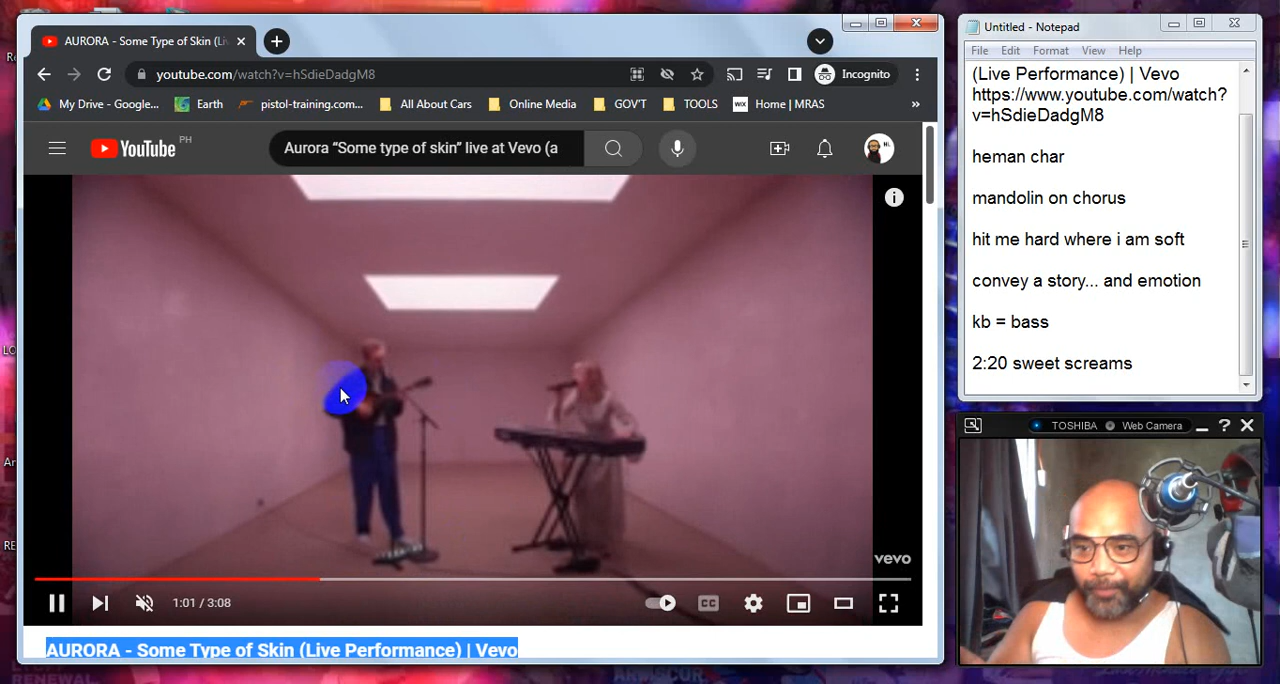 AURORA - Some Type of Skin (Li
youtube.com/watch?v=hSdieDadgM8
Incognito
My Drive - Google...
Earth
pistol-training.com...
All About Cars
Online Media
GOV'T
TOOLS
WIX
Home | MRAS
»
YouTube PH
Aurora “Some type of skin” live at Vevo (a
vevo
1:01 / 3:08
CC
AURORA - Some Type of Skin (Live Performance) | Vevo
Untitled - Notepad
File Edit Format View Help
(Live Performance) | Vevo
https://www.youtube.com/watch?
v=hSdieDadgM8
heman char
mandolin on chorus
hit me hard where i am soft
convey a story... and emotion
kb = bass
2:20 sweet screams
TOSHIBA Web Camera
RENEWAL
ARMSCOR